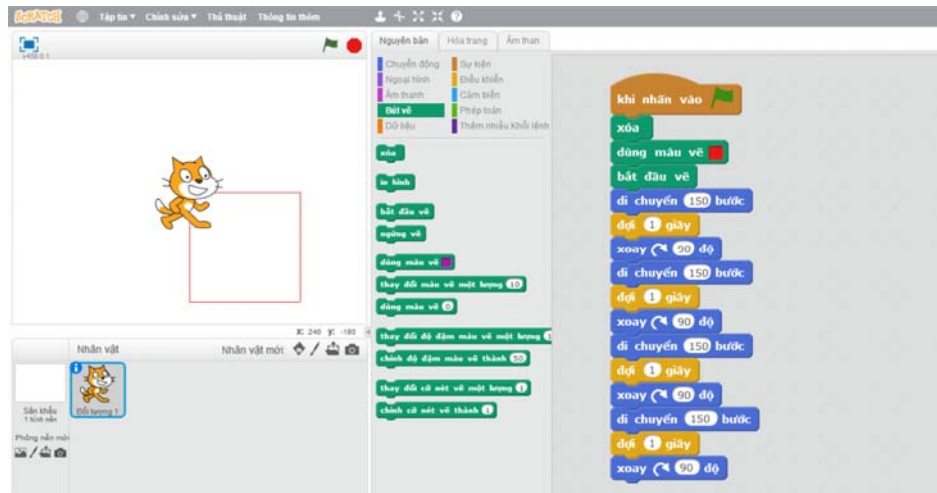 SCRATCH Tập tin Chỉnh sửa Thủ thuật Thông tin thêm
v458.0.1
x: 240 y: -180
Nhân vật Nhân vật mới:
Sân khấu
1 hình nền
Phông nền mới
Đối tượng 1
Nguyên bản Hóa trang Âm than
Chuyển động Sự kiện
Ngoại hình Điều khiển
Âm thanh Cảm biến
Bút vẽ Phép toán
Dữ liệu Thêm nhiều Khối lệnh
xóa
in hình
bắt đầu vẽ
ngừng vẽ
dùng màu vẽ
thay đổi màu vẽ một lượng 10
dùng màu vẽ 0
thay đổi độ đậm màu vẽ một lượng
chỉnh độ đậm màu vẽ thành 50
thay đổi cỡ nét vẽ một lượng 1
chỉnh cỡ nét vẽ thành 1
khi nhấn vào
xóa
dùng màu vẽ
bắt đầu vẽ
di chuyển 150 bước
đợi 1 giây
xoay 90 độ
di chuyển 150 bước
đợi 1 giây
xoay 90 độ
di chuyển 150 bước
đợi 1 giây
xoay 90 độ
di chuyển 150 bước
đợi 1 giây
xoay 90 độ